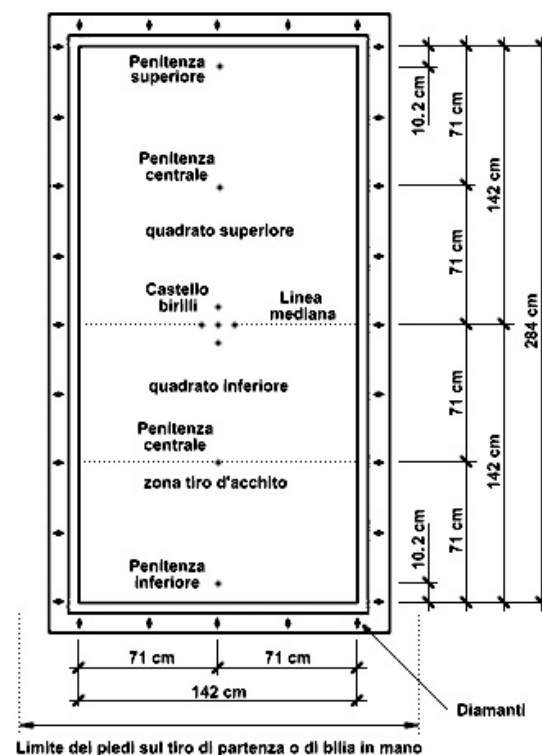 Penitenza
superiore
Penitenza
centrale
quadrato superiore
Castello
birilli
Linea
mediana
quadrato inferiore
Penitenza
centrale
zona tiro d'acchito
Penitenza
inferiore
10.2 cm
71 cm
142 cm
71 cm
284 cm
71 cm
142 cm
10.2 cm
71 cm
71 cm
71 cm
142 cm
Diamanti
Limite dei piedi sul tiro di partenza o di bilia in mano